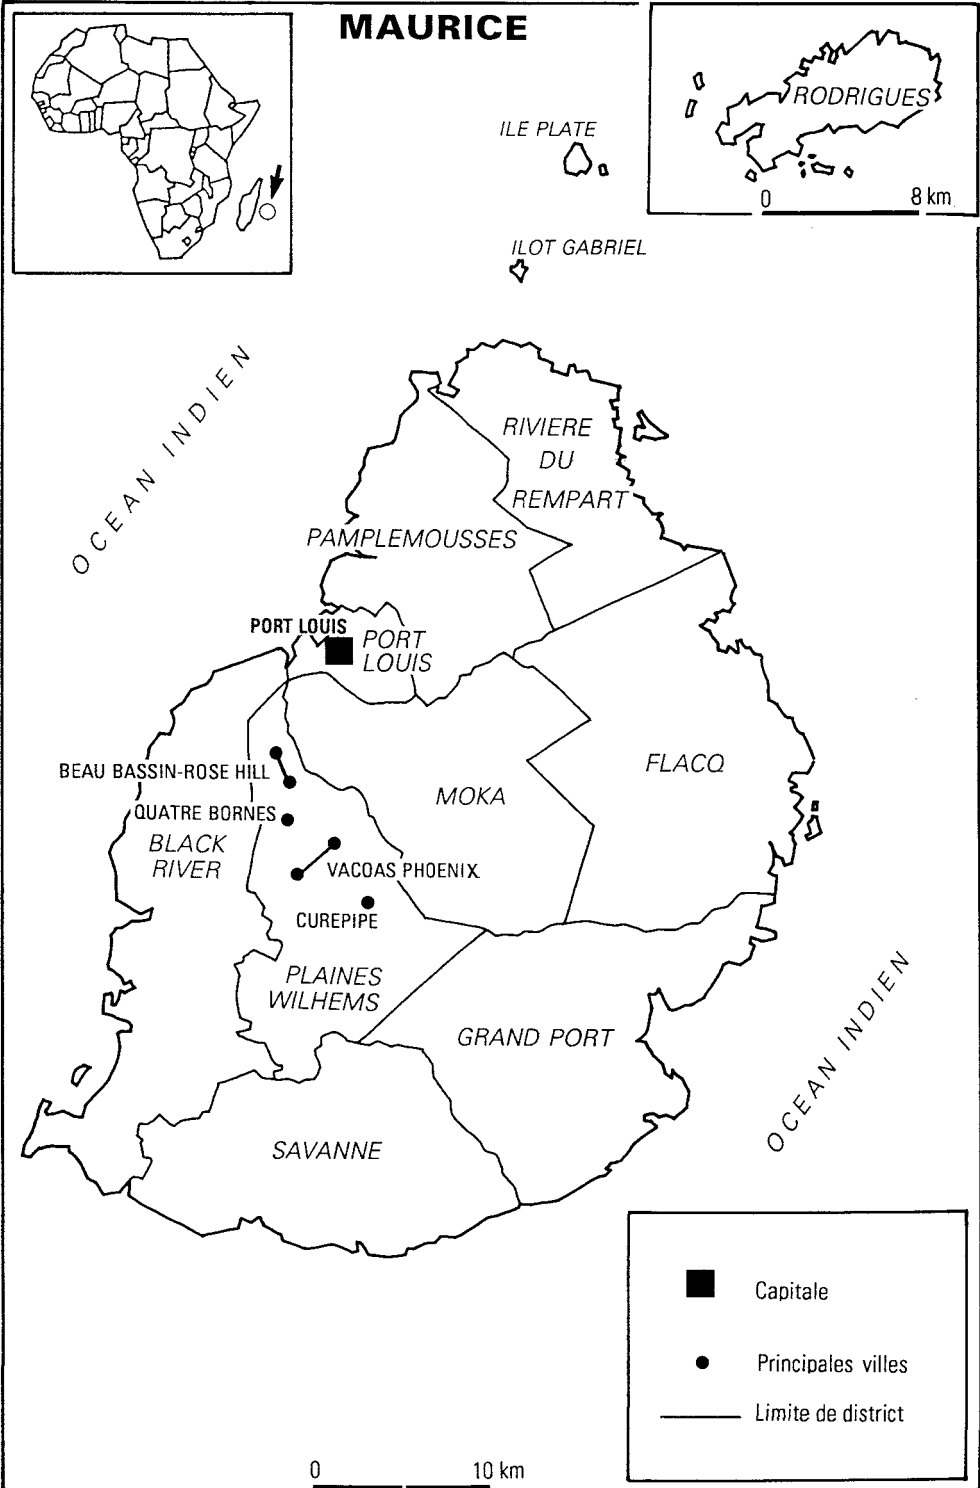 MAURICE
RODRIGUES
0 8 km
ILE PLATE
ILOT GABRIEL
OCEAN INDIEN
RIVIERE
DU
REMPART
PAMPLEMOUSSES
PORT LOUIS
PORT
LOUIS
FLACQ
BEAU BASSIN-ROSE HILL
MOKA
QUATRE BORNES
BLACK
RIVER
VACOAS PHOENIX
CUREPIPE
PLAINES
WILHEMS
GRAND PORT
OCEAN INDIEN
SAVANNE
Capitale
Principales villes
Limite de district
0 10 km